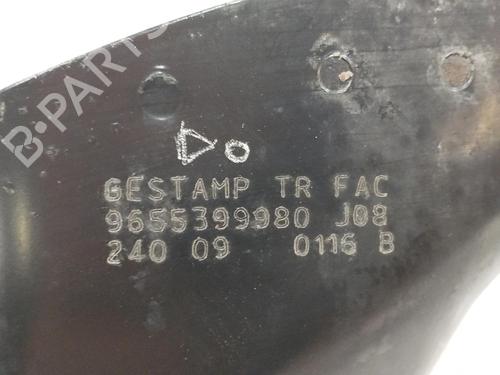 B-PARTS
GESTAMP TR FAC
9655399980 J08
240 09 0116 B